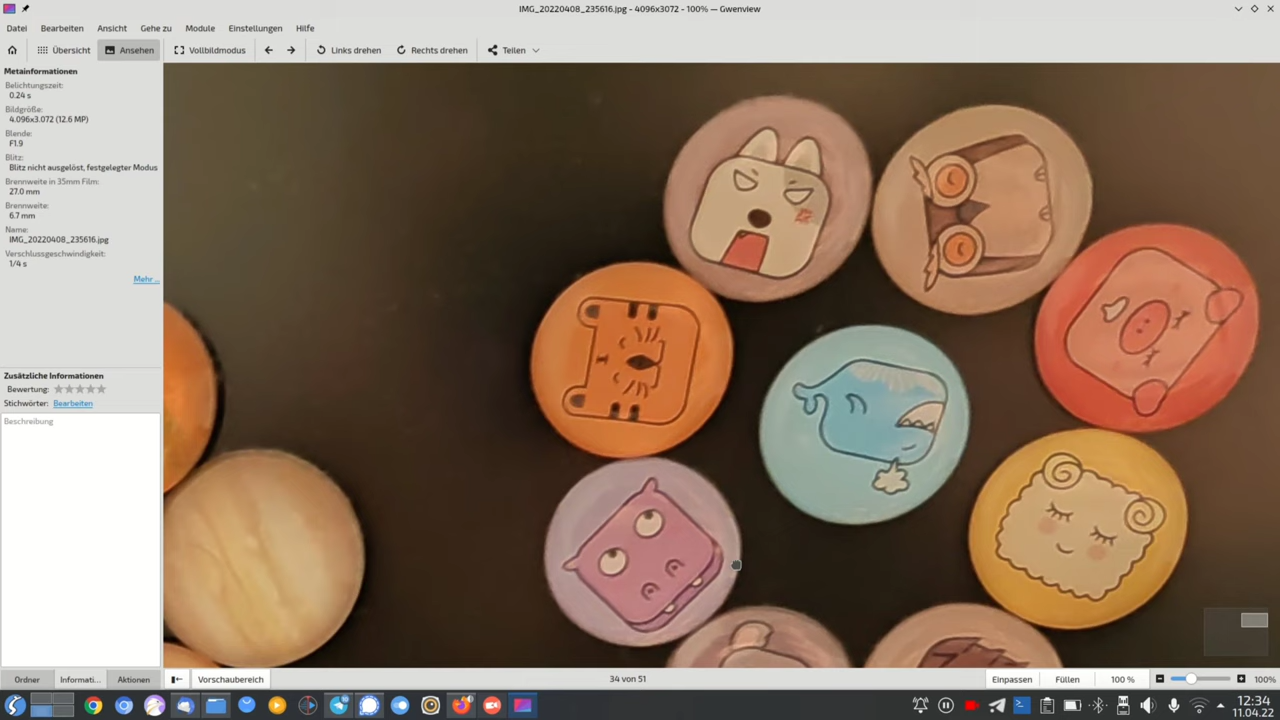 IMG_20220408_235616.jpg - 4096x3072 - 100% — Gwenview
Datei Bearbeiten Ansicht Gehe zu Module Einstellungen Hilfe
Übersicht Ansehen Vollbildmodus Links drehen Rechts drehen Teilen
Metainformationen
Belichtungszeit:
0.24 s
Bildgröße:
4.096x3.072 (12.6 MP)
Blende:
F1.9
Blitz:
Blitz nicht ausgelöst, festgelegter Modus
Brennweite in 35mm Film:
27.0 mm
Brennweite:
6.7 mm
Name:
IMG_20220408_235616.jpg
Verschlussgeschwindigkeit:
1/4 s
Mehr ...
Zusätzliche Informationen
Bewertung:
Stichwörter: Bearbeiten
Beschreibung
Ordner Informati... Aktionen Vorschaubereich 34 von 51 Einpassen Füllen 100 % 100%
12:34
11.04.22